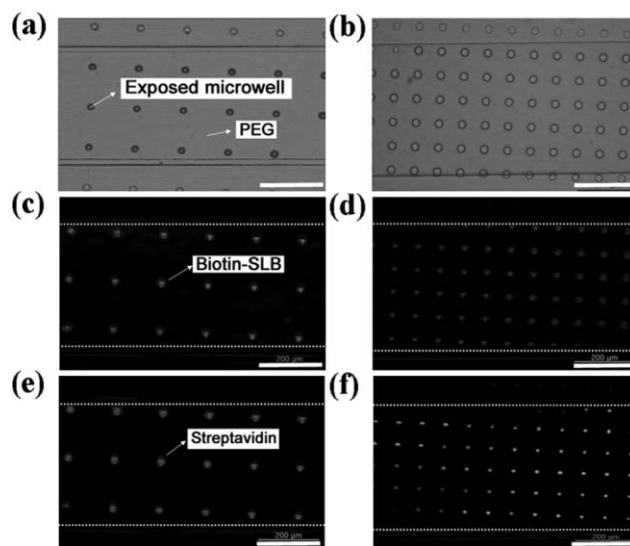 (a)
(b)
Exposed microwell
PEG
(c)
(d)
Biotin-SLB
200 µm
200 µm
(e)
(f)
Streptavidin
200 µm
200 µm